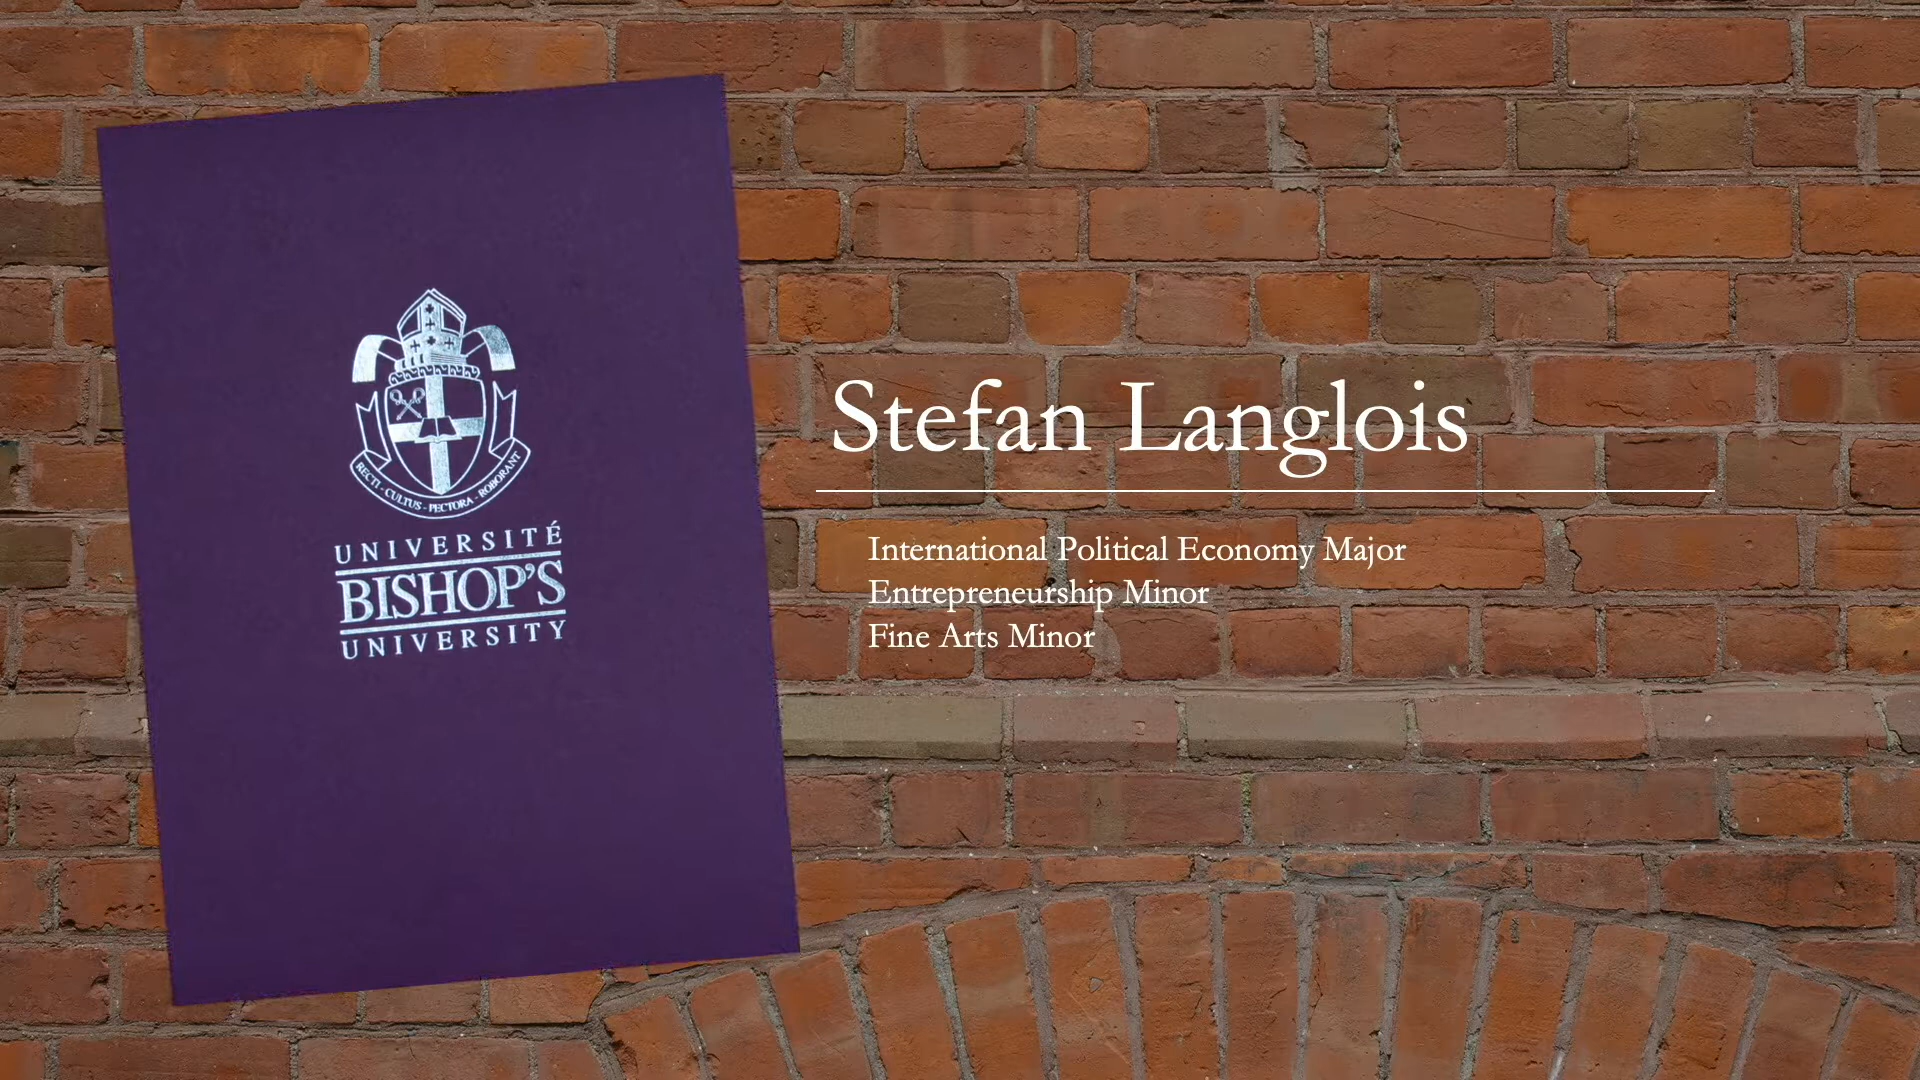 RECTI - CULTUS - PECTORA - ROBORANT
UNIVERSITÉ
BISHOP'S
UNIVERSITY
Stefan Langlois
International Political Economy Major
Entrepreneurship Minor
Fine Arts Minor